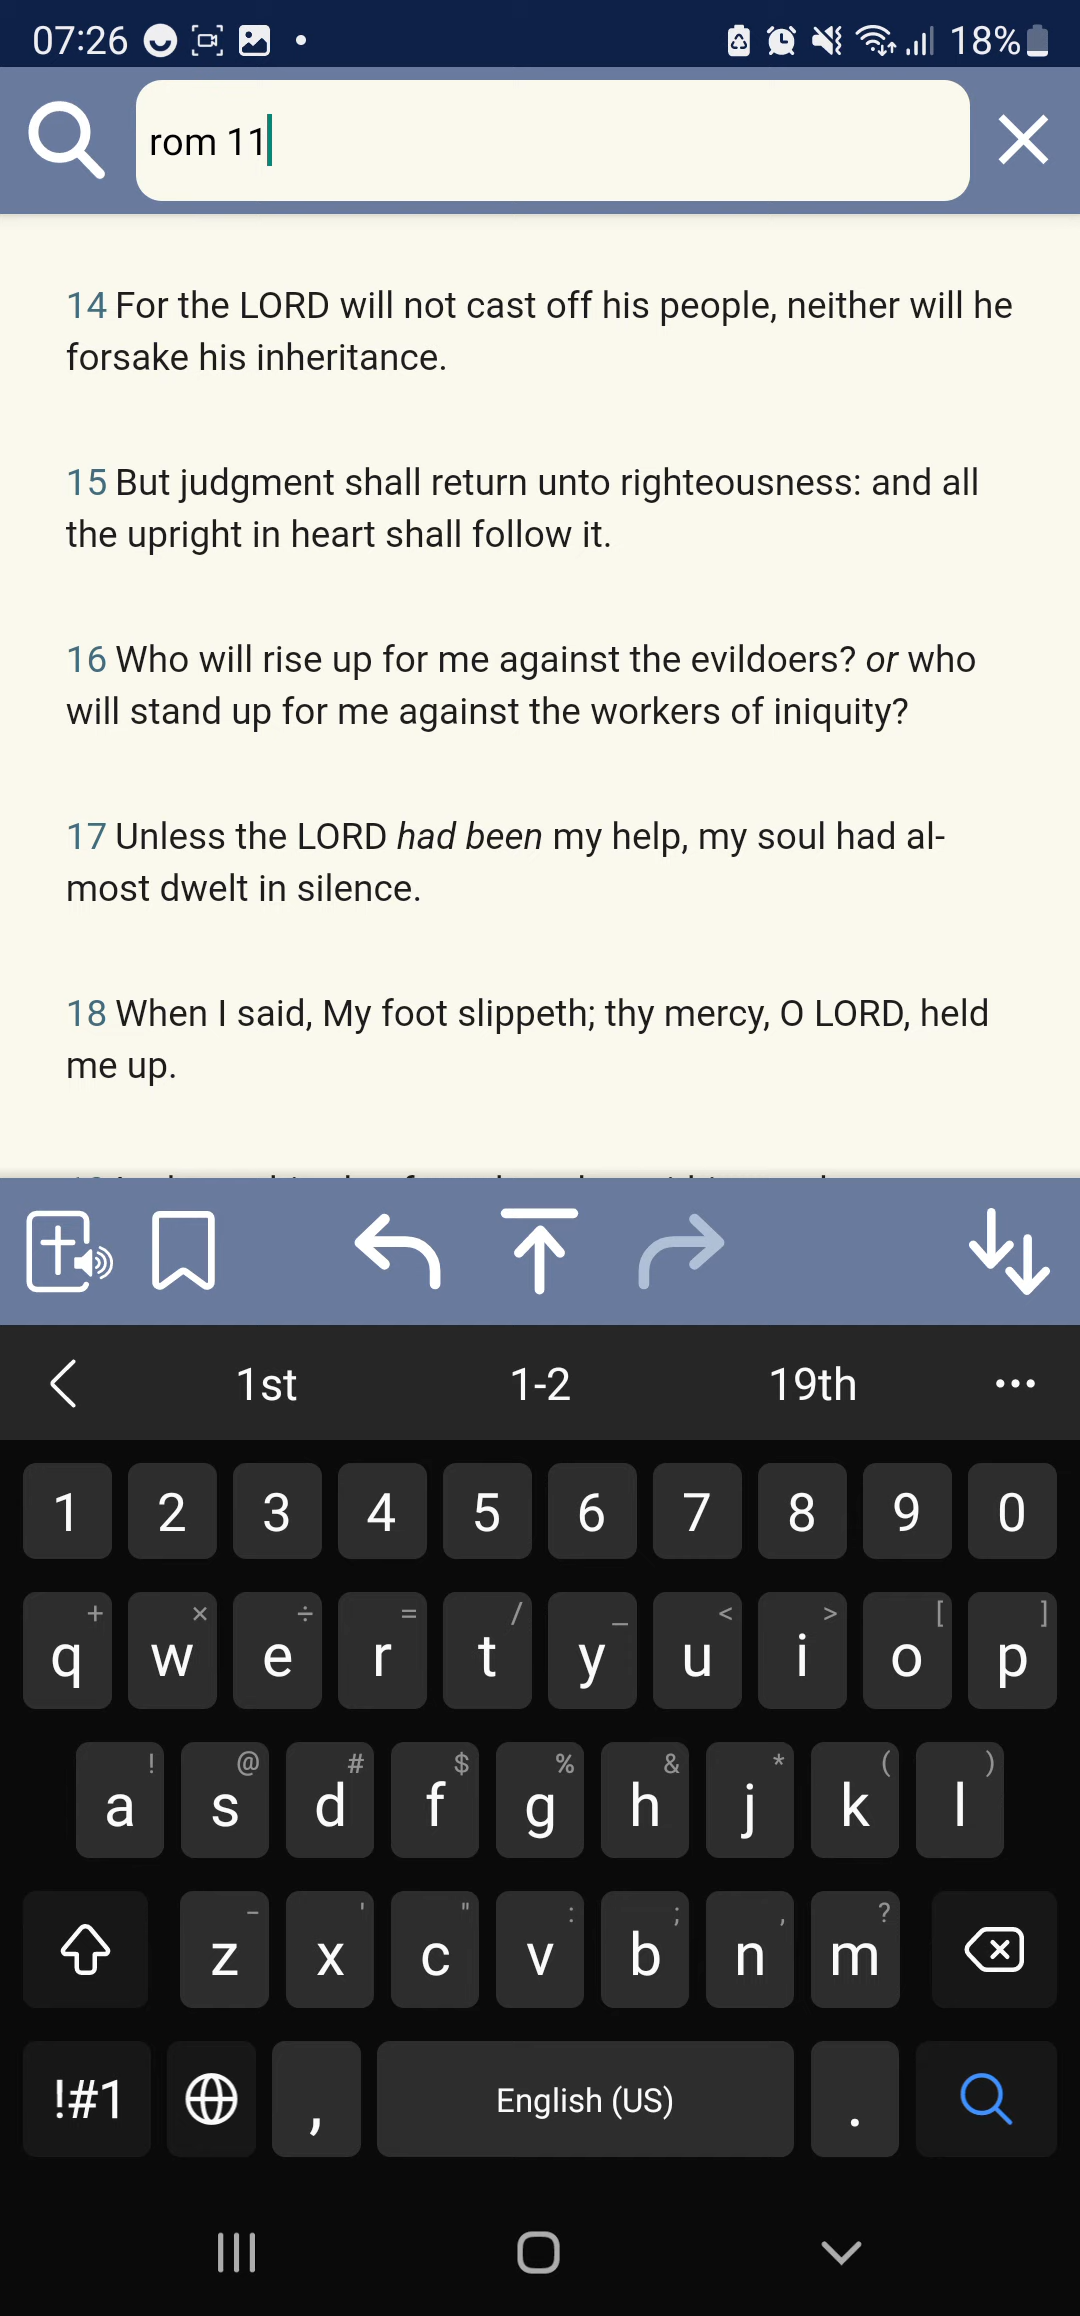 07:26 18%
rom 11
14 For the LORD will not cast off his people, neither will he
forsake his inheritance.
15 But judgment shall return unto righteousness: and all
the upright in heart shall follow it.
16 Who will rise up for me against the evildoers? or who
will stand up for me against the workers of iniquity?
17 Unless the LORD had been my help, my soul had al-
most dwelt in silence.
18 When I said, My foot slippeth; thy mercy, O LORD, held
me up.
1st 1-2 19th ...
1 2 3 4 5 6 7 8 9 0
+ × ÷ = / _ < > [ ]
q w e r t y u i o p
! @ # $ % & * ( )
a s d f g h j k l
- ' " : ; , ?
z x c v b n m
!#1 , English (US) .